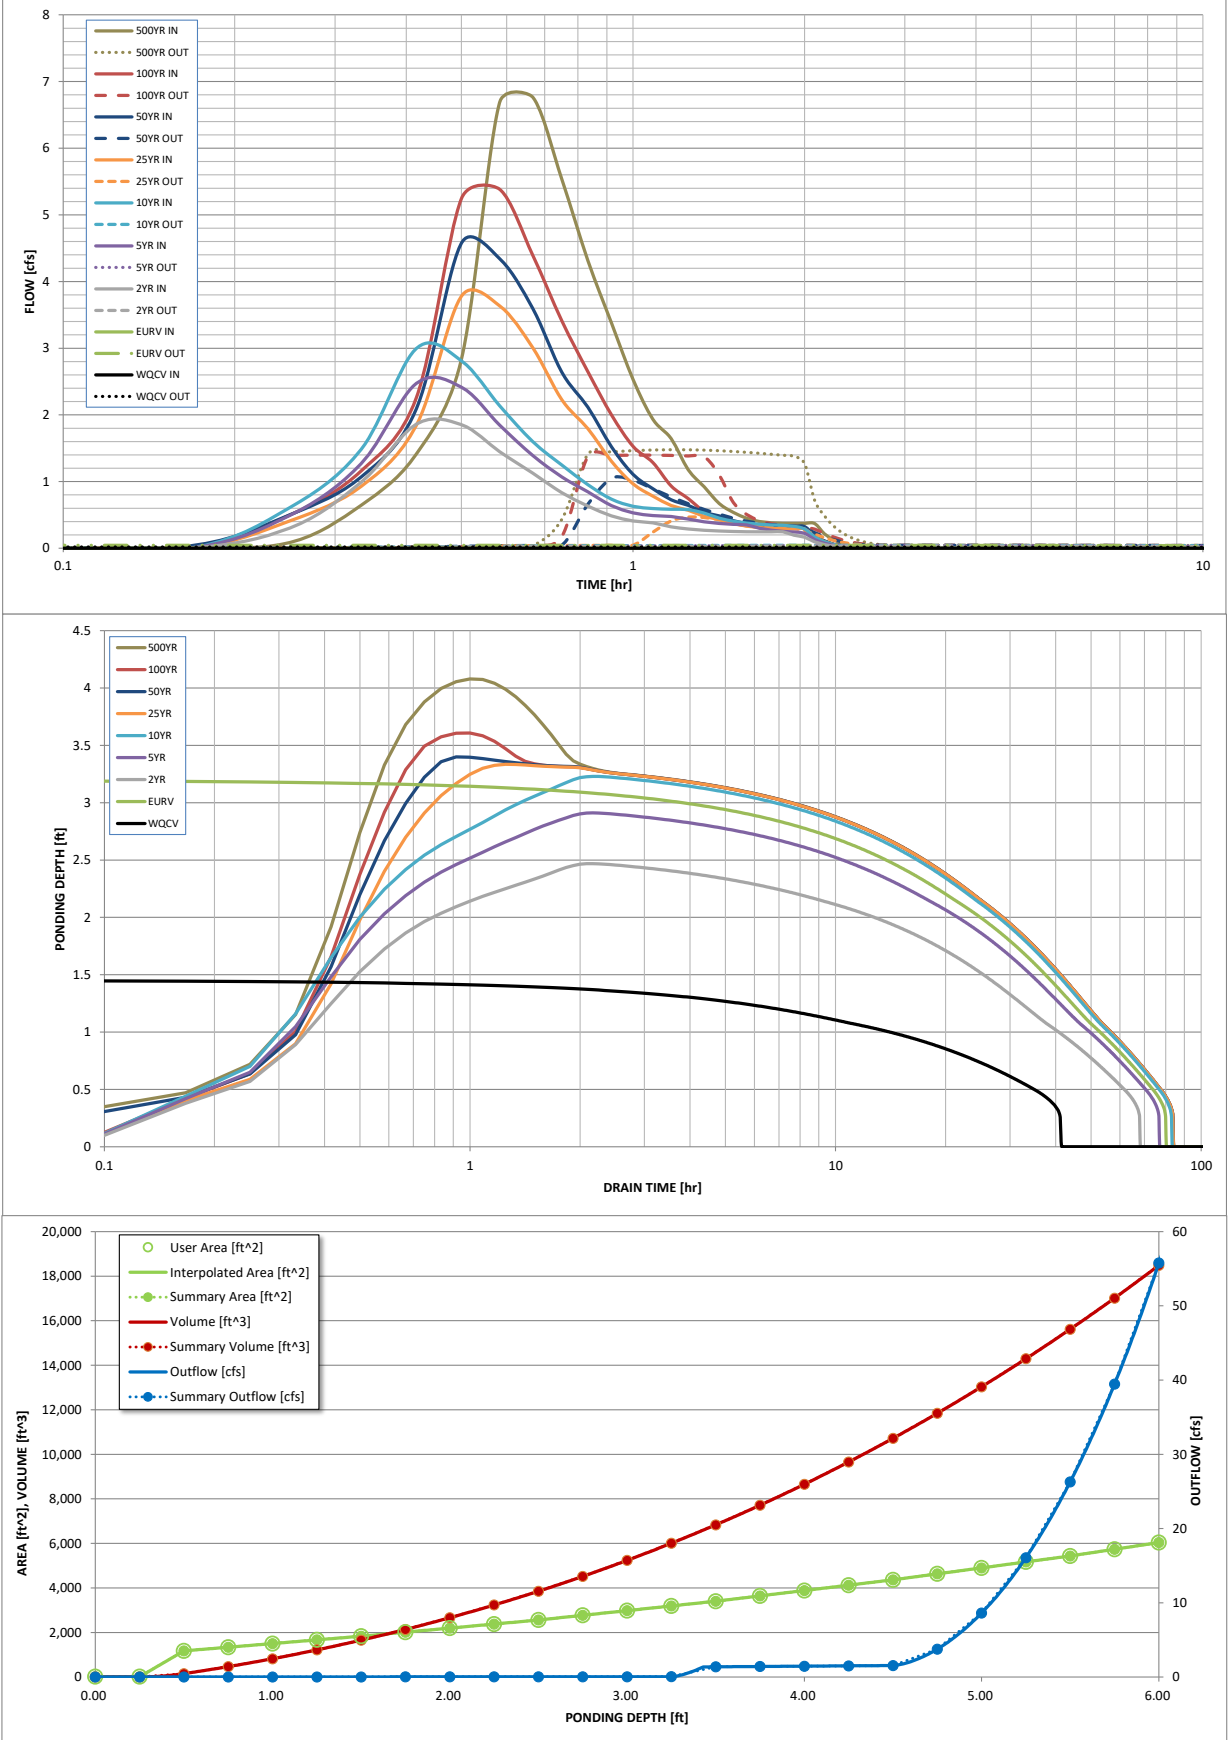 8
7
6
5
4
3
2
1
0
FLOW [cfs]
500YR IN
500YR OUT
100YR IN
100YR OUT
50YR IN
50YR OUT
25YR IN
25YR OUT
10YR IN
10YR OUT
5YR IN
5YR OUT
2YR IN
2YR OUT
EURV IN
EURV OUT
WQCV IN
WQCV OUT
0.1 1 10
TIME [hr]
4.5
4
3.5
3
2.5
2
1.5
1
0.5
0
PONDING DEPTH [ft]
500YR
100YR
50YR
25YR
10YR
5YR
2YR
EURV
WQCV
0.1 1 10 100
DRAIN TIME [hr]
20,000
18,000
16,000
14,000
12,000
10,000
8,000
6,000
4,000
2,000
0
AREA [ft^2], VOLUME [ft^3]
User Area [ft^2]
Interpolated Area [ft^2]
Summary Area [ft^2]
Volume [ft^3]
Summary Volume [ft^3]
Outflow [cfs]
Summary Outflow [cfs]
60
50
40
30
20
10
0
OUTFLOW [cfs]
0.00 1.00 2.00 3.00 4.00 5.00 6.00
PONDING DEPTH [ft]